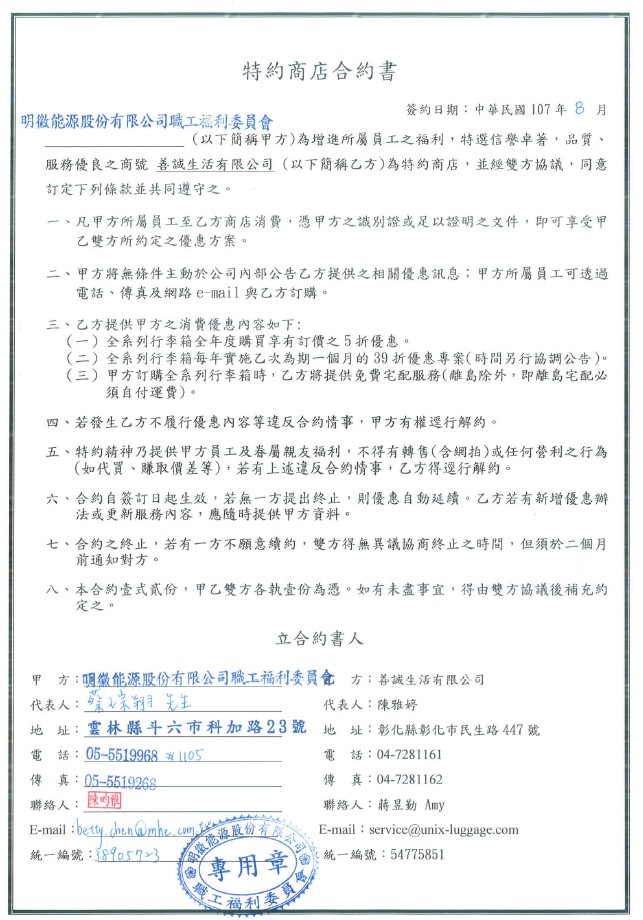 特約商店合約書
簽約日期：中華民國 107 年 8 月
明徽能源股份有限公司職工福利委員會
(以下簡稱甲方)為增進所屬員工之福利，特選信譽卓著，品質、
服務優良之商號 善誠生活有限公司 (以下簡稱乙方)為特約商店，並經雙方協議，同意
訂定下列條款並共同遵守之。
一、凡甲方所屬員工至乙方商店消費，憑甲方之識別證或足以證明之文件，即可享受甲
乙雙方所約定之優惠方案。
二、甲方將無條件主動於公司內部公告乙方提供之相關優惠訊息；甲方所屬員工可透過
電話、傳真及網路 e-mail 與乙方訂購。
三、乙方提供甲方之消費優惠內容如下:
(一) 全系列行李箱全年度購買享有訂價之 5 折優惠。
(二) 全系列行李箱每年實施乙次為期一個月的 39 折優惠專案(時間另行協調公告)。
(三) 甲方訂購全系列行李箱時，乙方將提供免費宅配服務(離島除外，即離島宅配必
須自付運費)。
四、若發生乙方不履行優惠內容等違反合約情事，甲方有權逕行解約。
五、特約精神乃提供甲方員工及眷屬親友福利，不得有轉售(含網拍)或任何營利之行為
(如代買、賺取價差等)，若有上述違反合約情事，乙方得逕行解約。
六、合約自簽訂日起生效，若無一方提出終止，則優惠自動延續。乙方若有新增優惠辦
法或更新服務內容，應隨時提供甲方資料。
七、合約之終止，若有一方不願意續約，雙方得無異議協商終止之時間，但須於二個月
前通知對方。
八、本合約壹式貳份，甲乙雙方各執壹份為憑。如有未盡事宜，得由雙方協議後補充約
定之。
立合約書人
甲 方：明徽能源股份有限公司職工福利委員會
代表人：蔡崇翔 先生
地 址：雲林縣斗六市科加路23號
電 話：05-5519968 #1105
傳 真：05-5519268
聯絡人：陳昀雅
E-mail：betty.chen@mhe.com.tw
統一編號：38905723
方：善誠生活有限公司
代表人：陳雅婷
地 址：彰化縣彰化市民生路 447 號
電 話：04-7281161
傳 真：04-7281162
聯絡人：蔣昱勤 Amy
E-mail：service@unix-luggage.com
統一編號：54775851
明徽能源股份有限公司
專用章
職工福利委員會